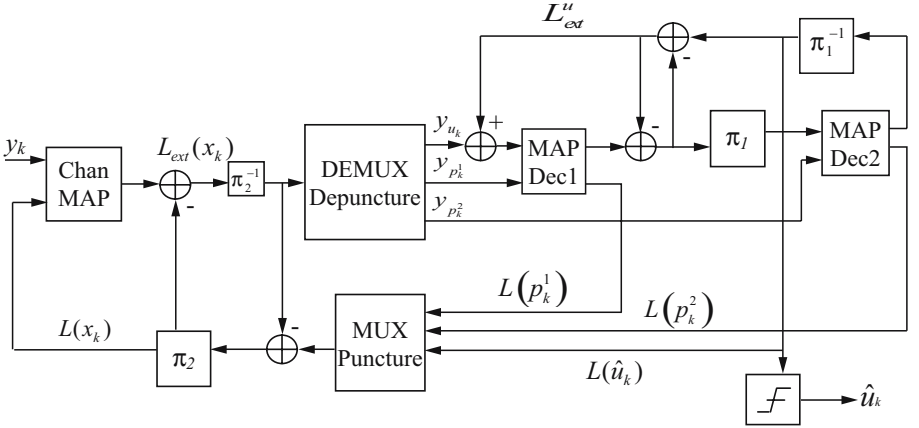 L^u_ext
π₁⁻¹
y_k
Chan
MAP
L_ext(x_k)
π₂⁻¹
DEMUX
Depuncture
y_{u_k}
y_{p_k^1}
y_{p_k^2}
+
MAP
Dec1
-
-
π₁
MAP
Dec2
-
L(p_k^1)
L(p_k^2)
L(x_k)
π₂
-
MUX
Puncture
L(û_k)
û_k